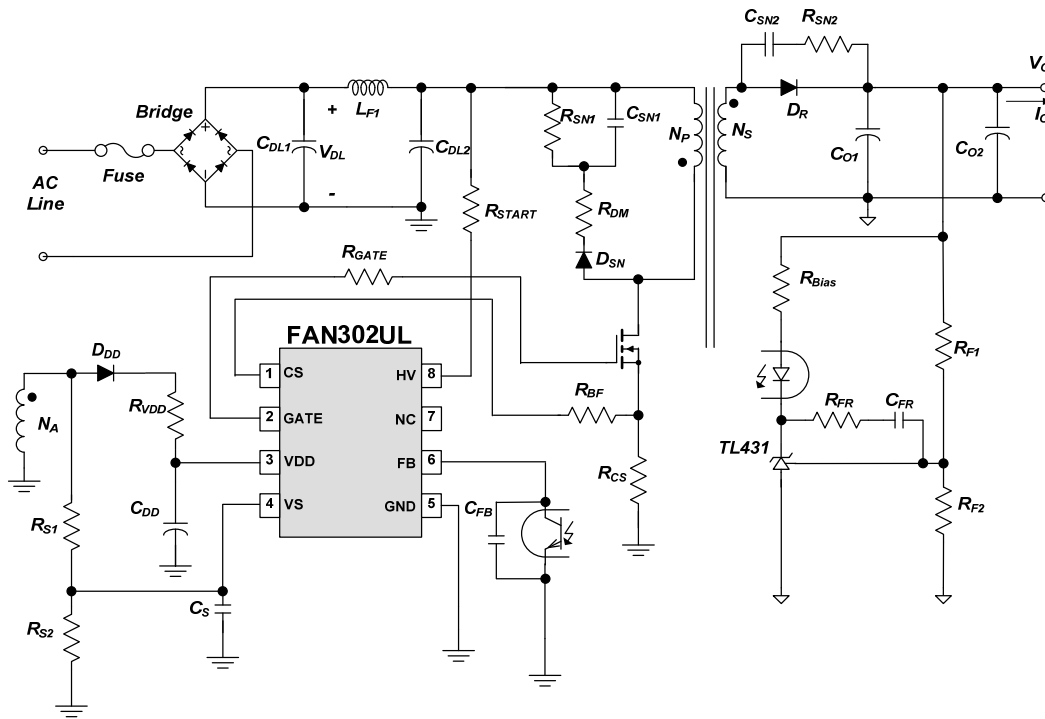 CSN2
RSN2
VO
IO
DR
Bridge
+
LF1
RSN1
CSN1
NP
NS
CDL1
VDL
CDL2
CO1
CO2
Fuse
AC
Line
-
RSTART
RDM
DSN
RGATE
RBias
FAN302UL
DDD
RVDD
NA
1 CS
HV 8
2 GATE
NC 7
3 VDD
FB 6
4 VS
GND 5
RBF
RCS
RF1
RFR
CFR
TL431
RF2
RS1
CDD
CFB
CS
RS2